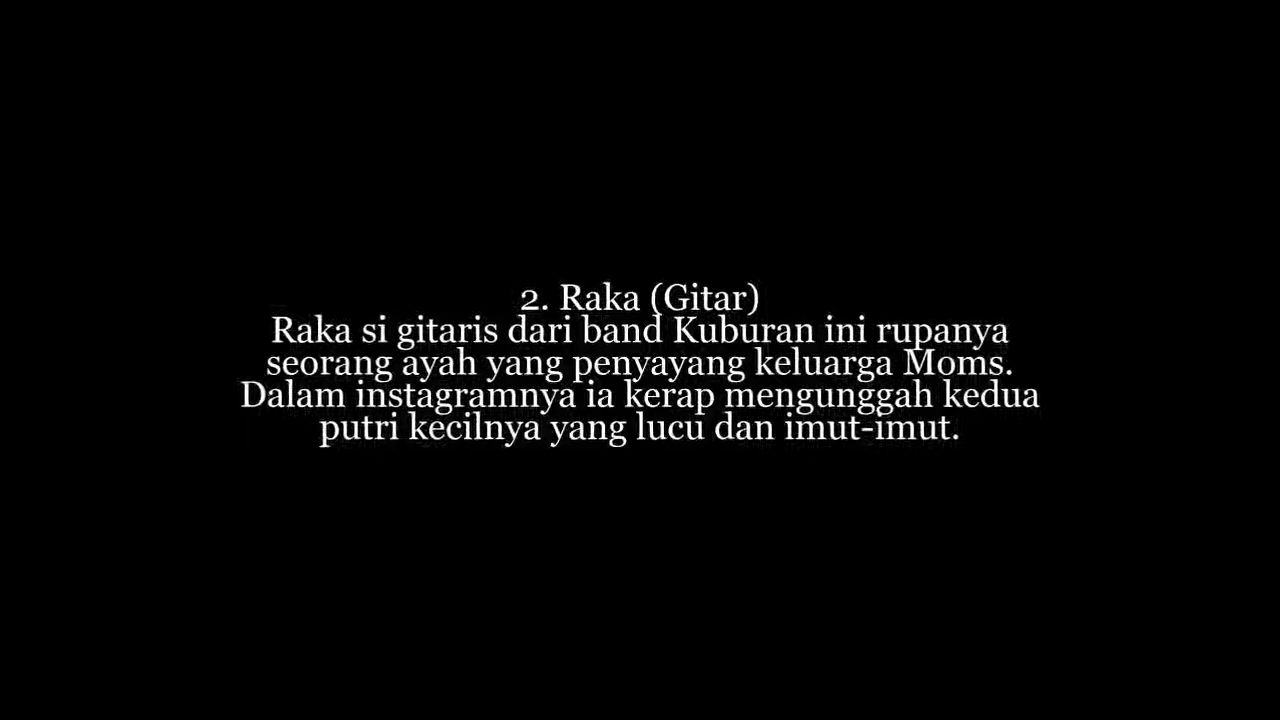 2. Raka (Gitar)
Raka si gitaris dari band Kuburan ini rupanya
seorang ayah yang penyayang keluarga Moms.
Dalam instagramnya ia kerap mengunggah kedua
putri kecilnya yang lucu dan imut-imut.